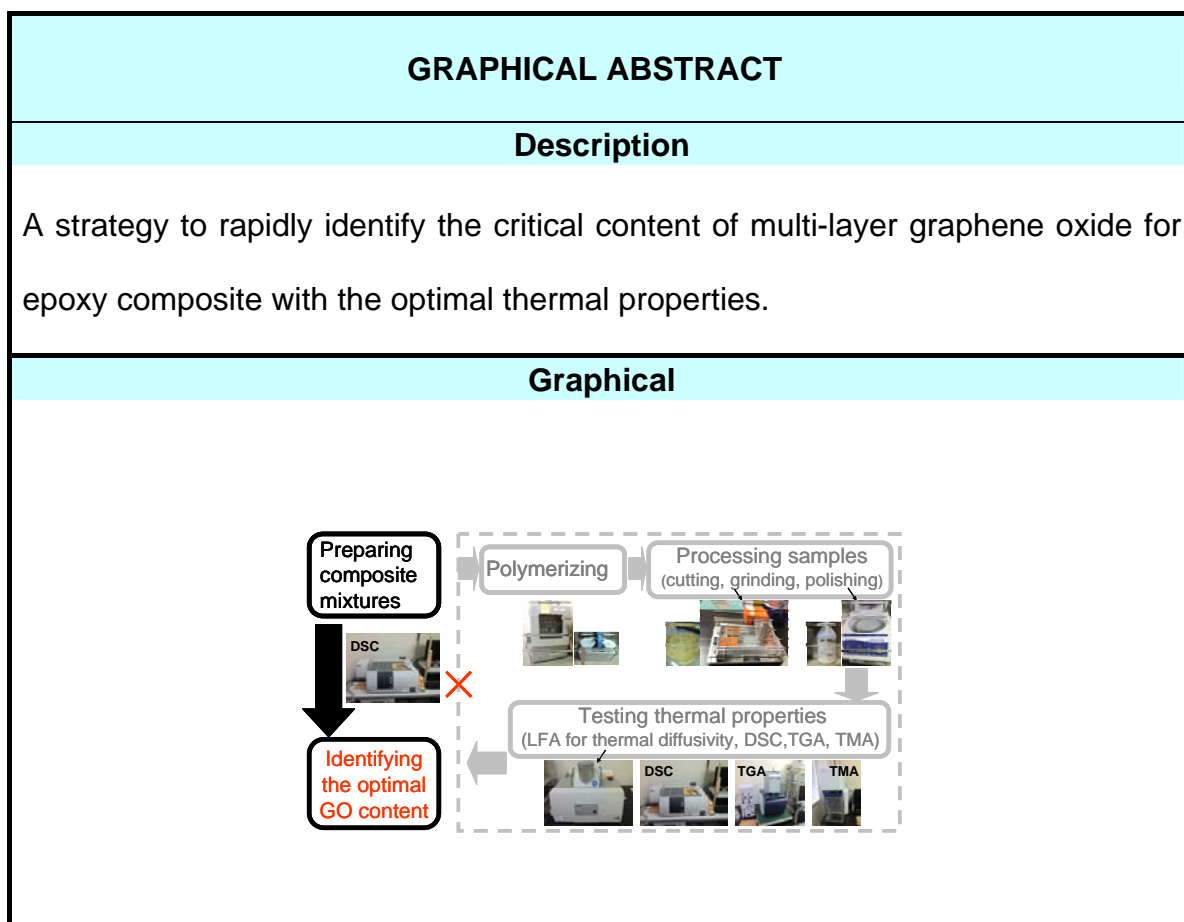 GRAPHICAL ABSTRACT
Description
A strategy to rapidly identify the critical content of multi-layer graphene oxide for
epoxy composite with the optimal thermal properties.
Graphical
Preparing
composite
mixtures
Polymerizing
Processing samples
(cutting, grinding, polishing)
DSC
Testing thermal properties
(LFA for thermal diffusivity, DSC,TGA, TMA)
Identifying
the optimal
GO content
DSC
TGA
TMA